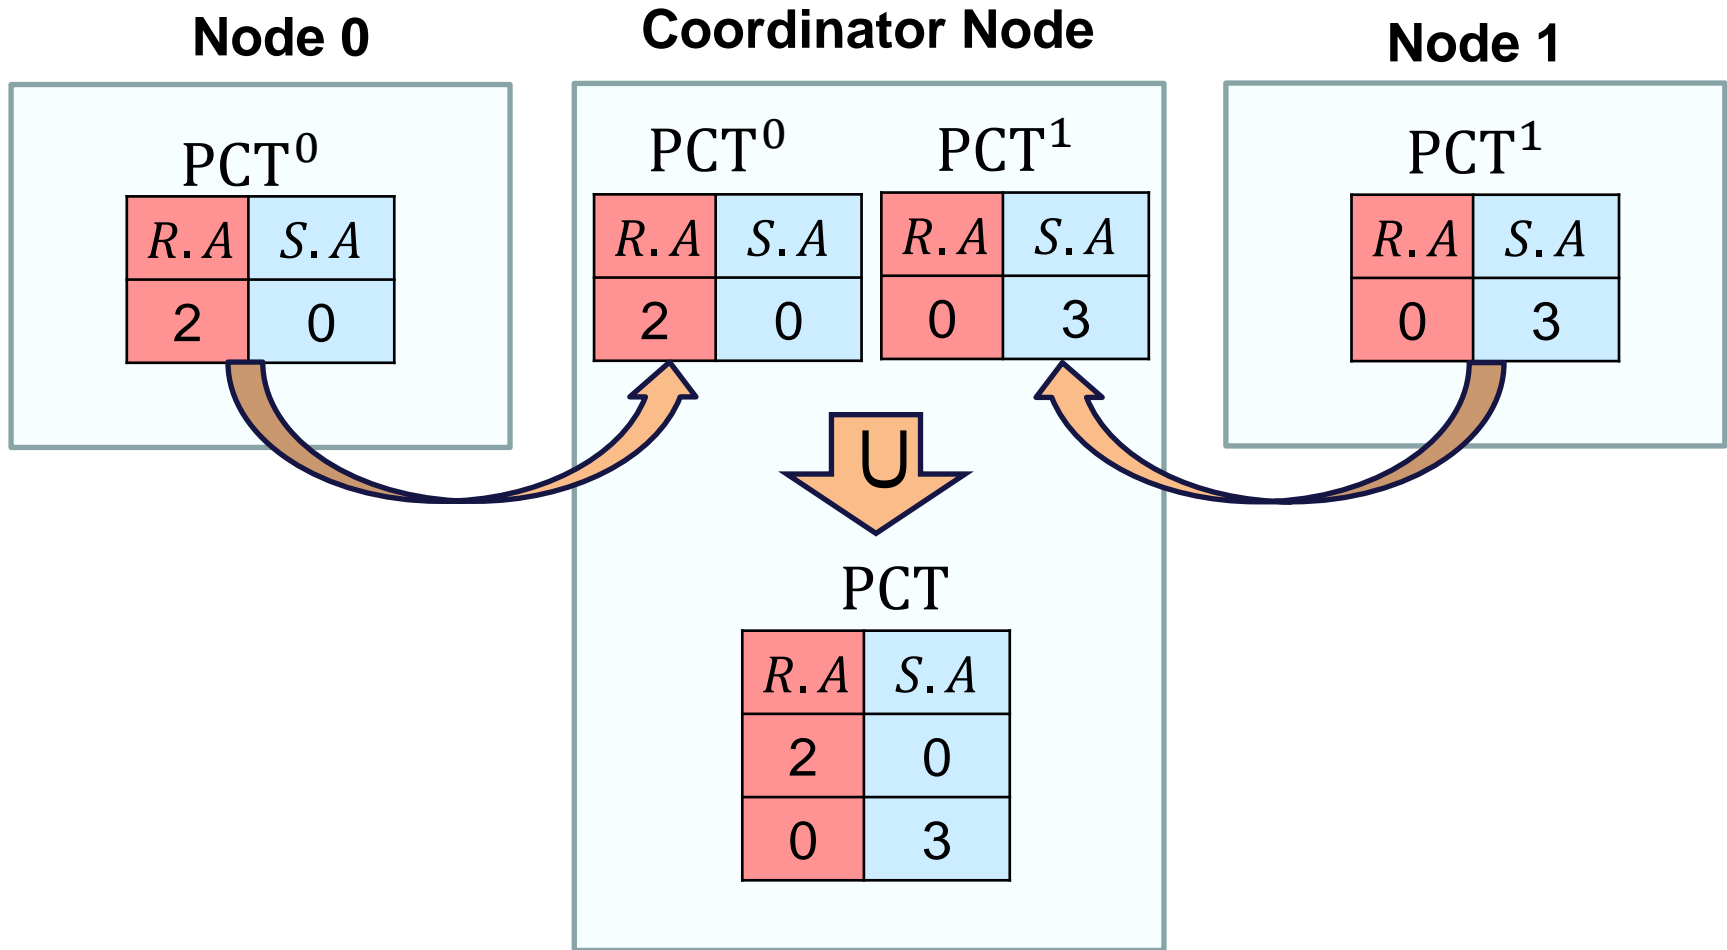 Node 0
Coordinator Node
Node 1
PCT⁰
R.A S.A
2 0
PCT⁰
R.A S.A
2 0
PCT¹
R.A S.A
0 3
PCT¹
R.A S.A
0 3
∪
PCT
R.A S.A
2 0
0 3